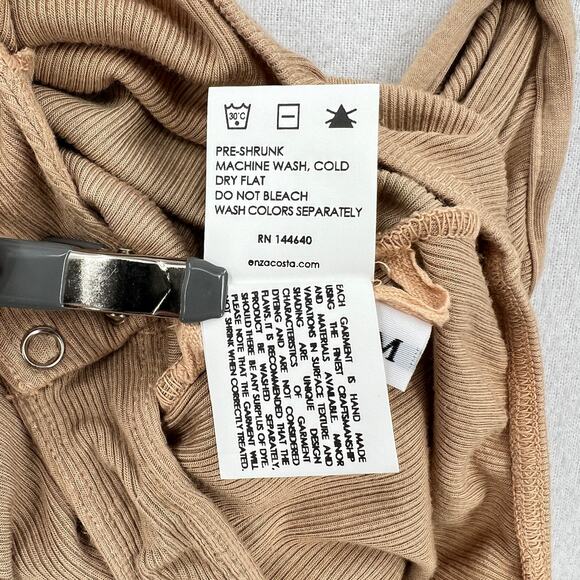 30°C
PRE-SHRUNK
MACHINE WASH, COLD
DRY FLAT
DO NOT BLEACH
WASH COLORS SEPARATELY
RN 144640
enzacosta.com
EACH GARMENT IS HAND MADE
USING THE FINEST CRAFTSMANSHIP
AND MATERIALS AVAILABLE. MINOR
VARIATIONS IN SURFACE TEXTURE AND
SHADING ARE UNIQUE DESIGN
CHARACTERISTICS OF GARMENT
DYEING AND ARE NOT CONSIDERED
FLAWS. IT IS RECOMMENDED THAT THE
PRODUCT BE WASHED SEPARATELY,
SHOULD THERE BE ANY SURPLUS OF DYE.
PLEASE NOTE THAT THE GARMENT WILL
NOT SHRINK WHEN CORRECTLY TREATED.
M